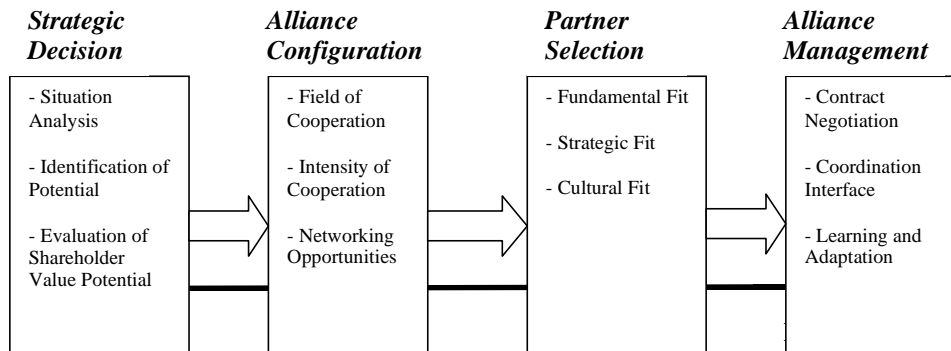 Strategic
Decision
- Situation
Analysis
- Identification of
Potential
- Evaluation of
Shareholder
Value Potential
Alliance
Configuration
- Field of
Cooperation
- Intensity of
Cooperation
- Networking
Opportunities
Partner
Selection
- Fundamental Fit
- Strategic Fit
- Cultural Fit
Alliance
Management
- Contract
Negotiation
- Coordination
Interface
- Learning and
Adaptation